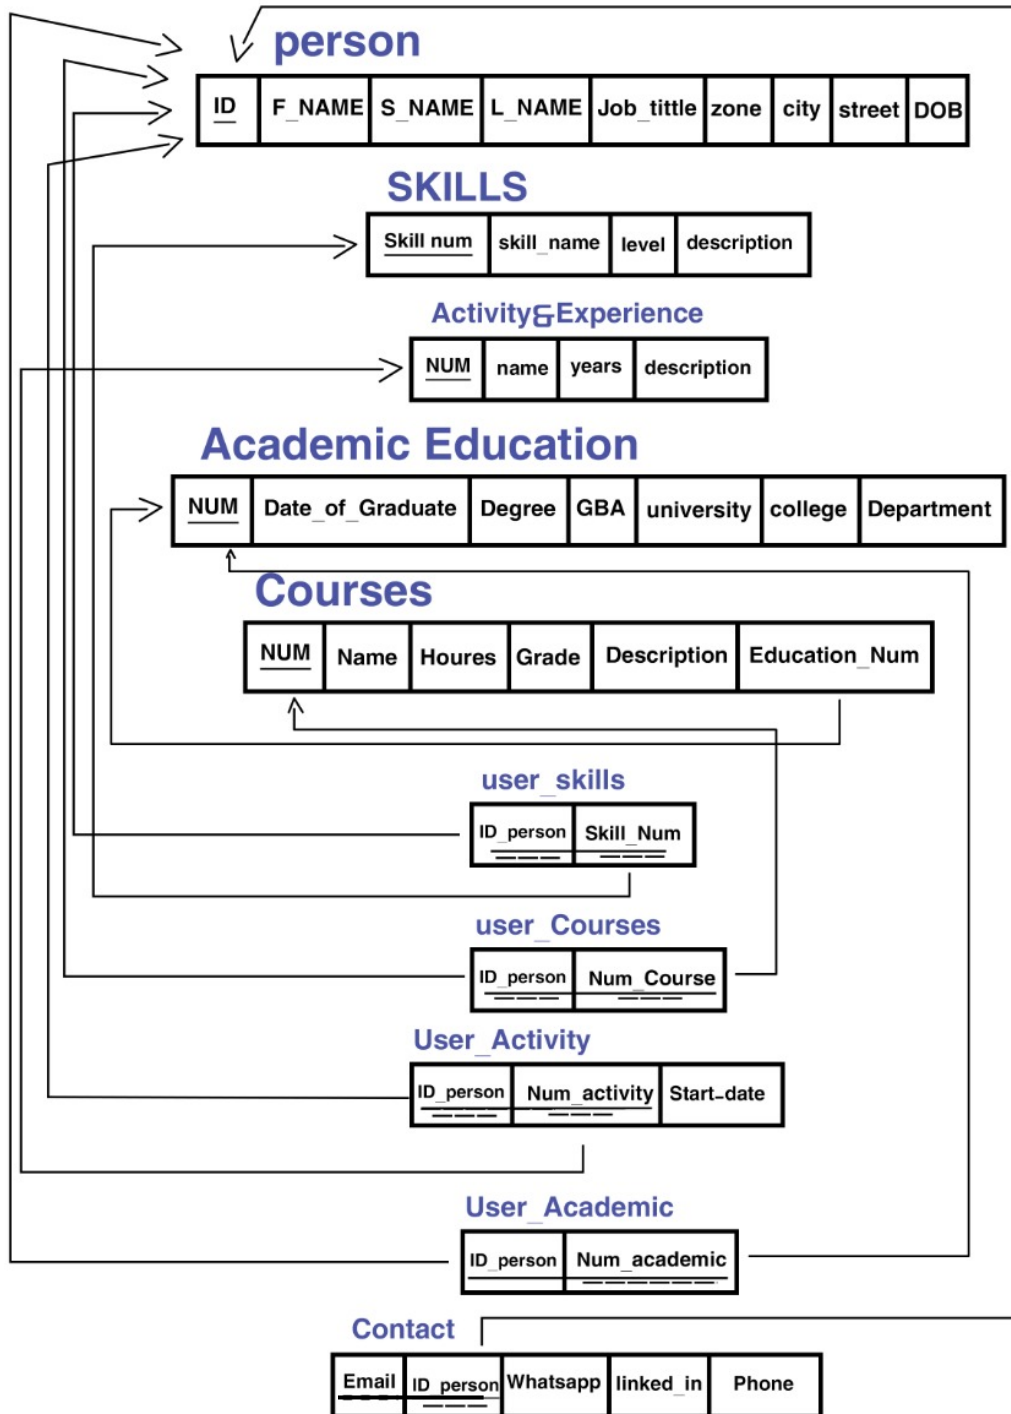 person
ID F_NAME S_NAME L_NAME Job_tittle zone city street DOB
SKILLS
Skill num skill_name level description
Activity&Experience
NUM name years description
Academic Education
NUM Date_of_Graduate Degree GBA university college Department
Courses
NUM Name Houres Grade Description Education_Num
user_skills
ID_person Skill_Num
user_Courses
ID_person Num_Course
User_Activity
ID_person Num_activity Start-date
User_Academic
ID_person Num_academic
Contact
Email ID_person Whatsapp linked_in Phone